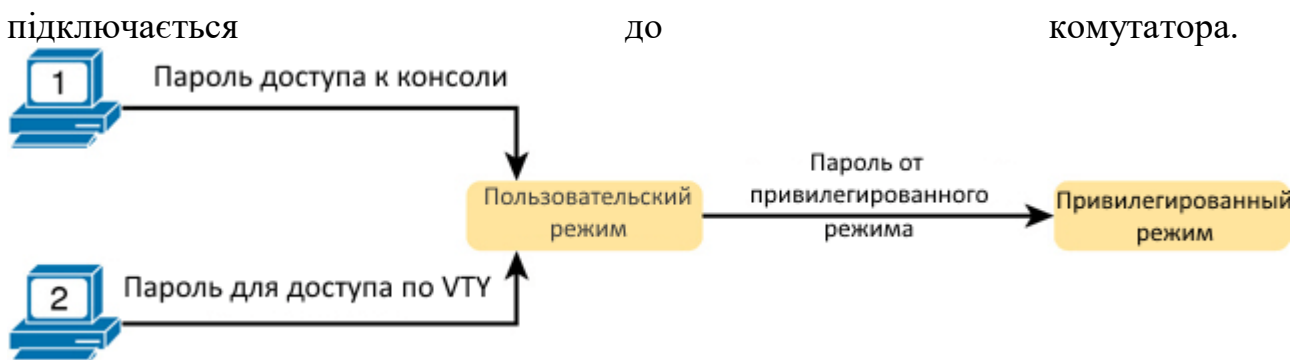 підключається до комутатора.
1
Пароль доступа к консоли
Пользовательский
режим
Пароль от
привилегированного
режима
Привилегированный
режим
2
Пароль для доступа по VTY